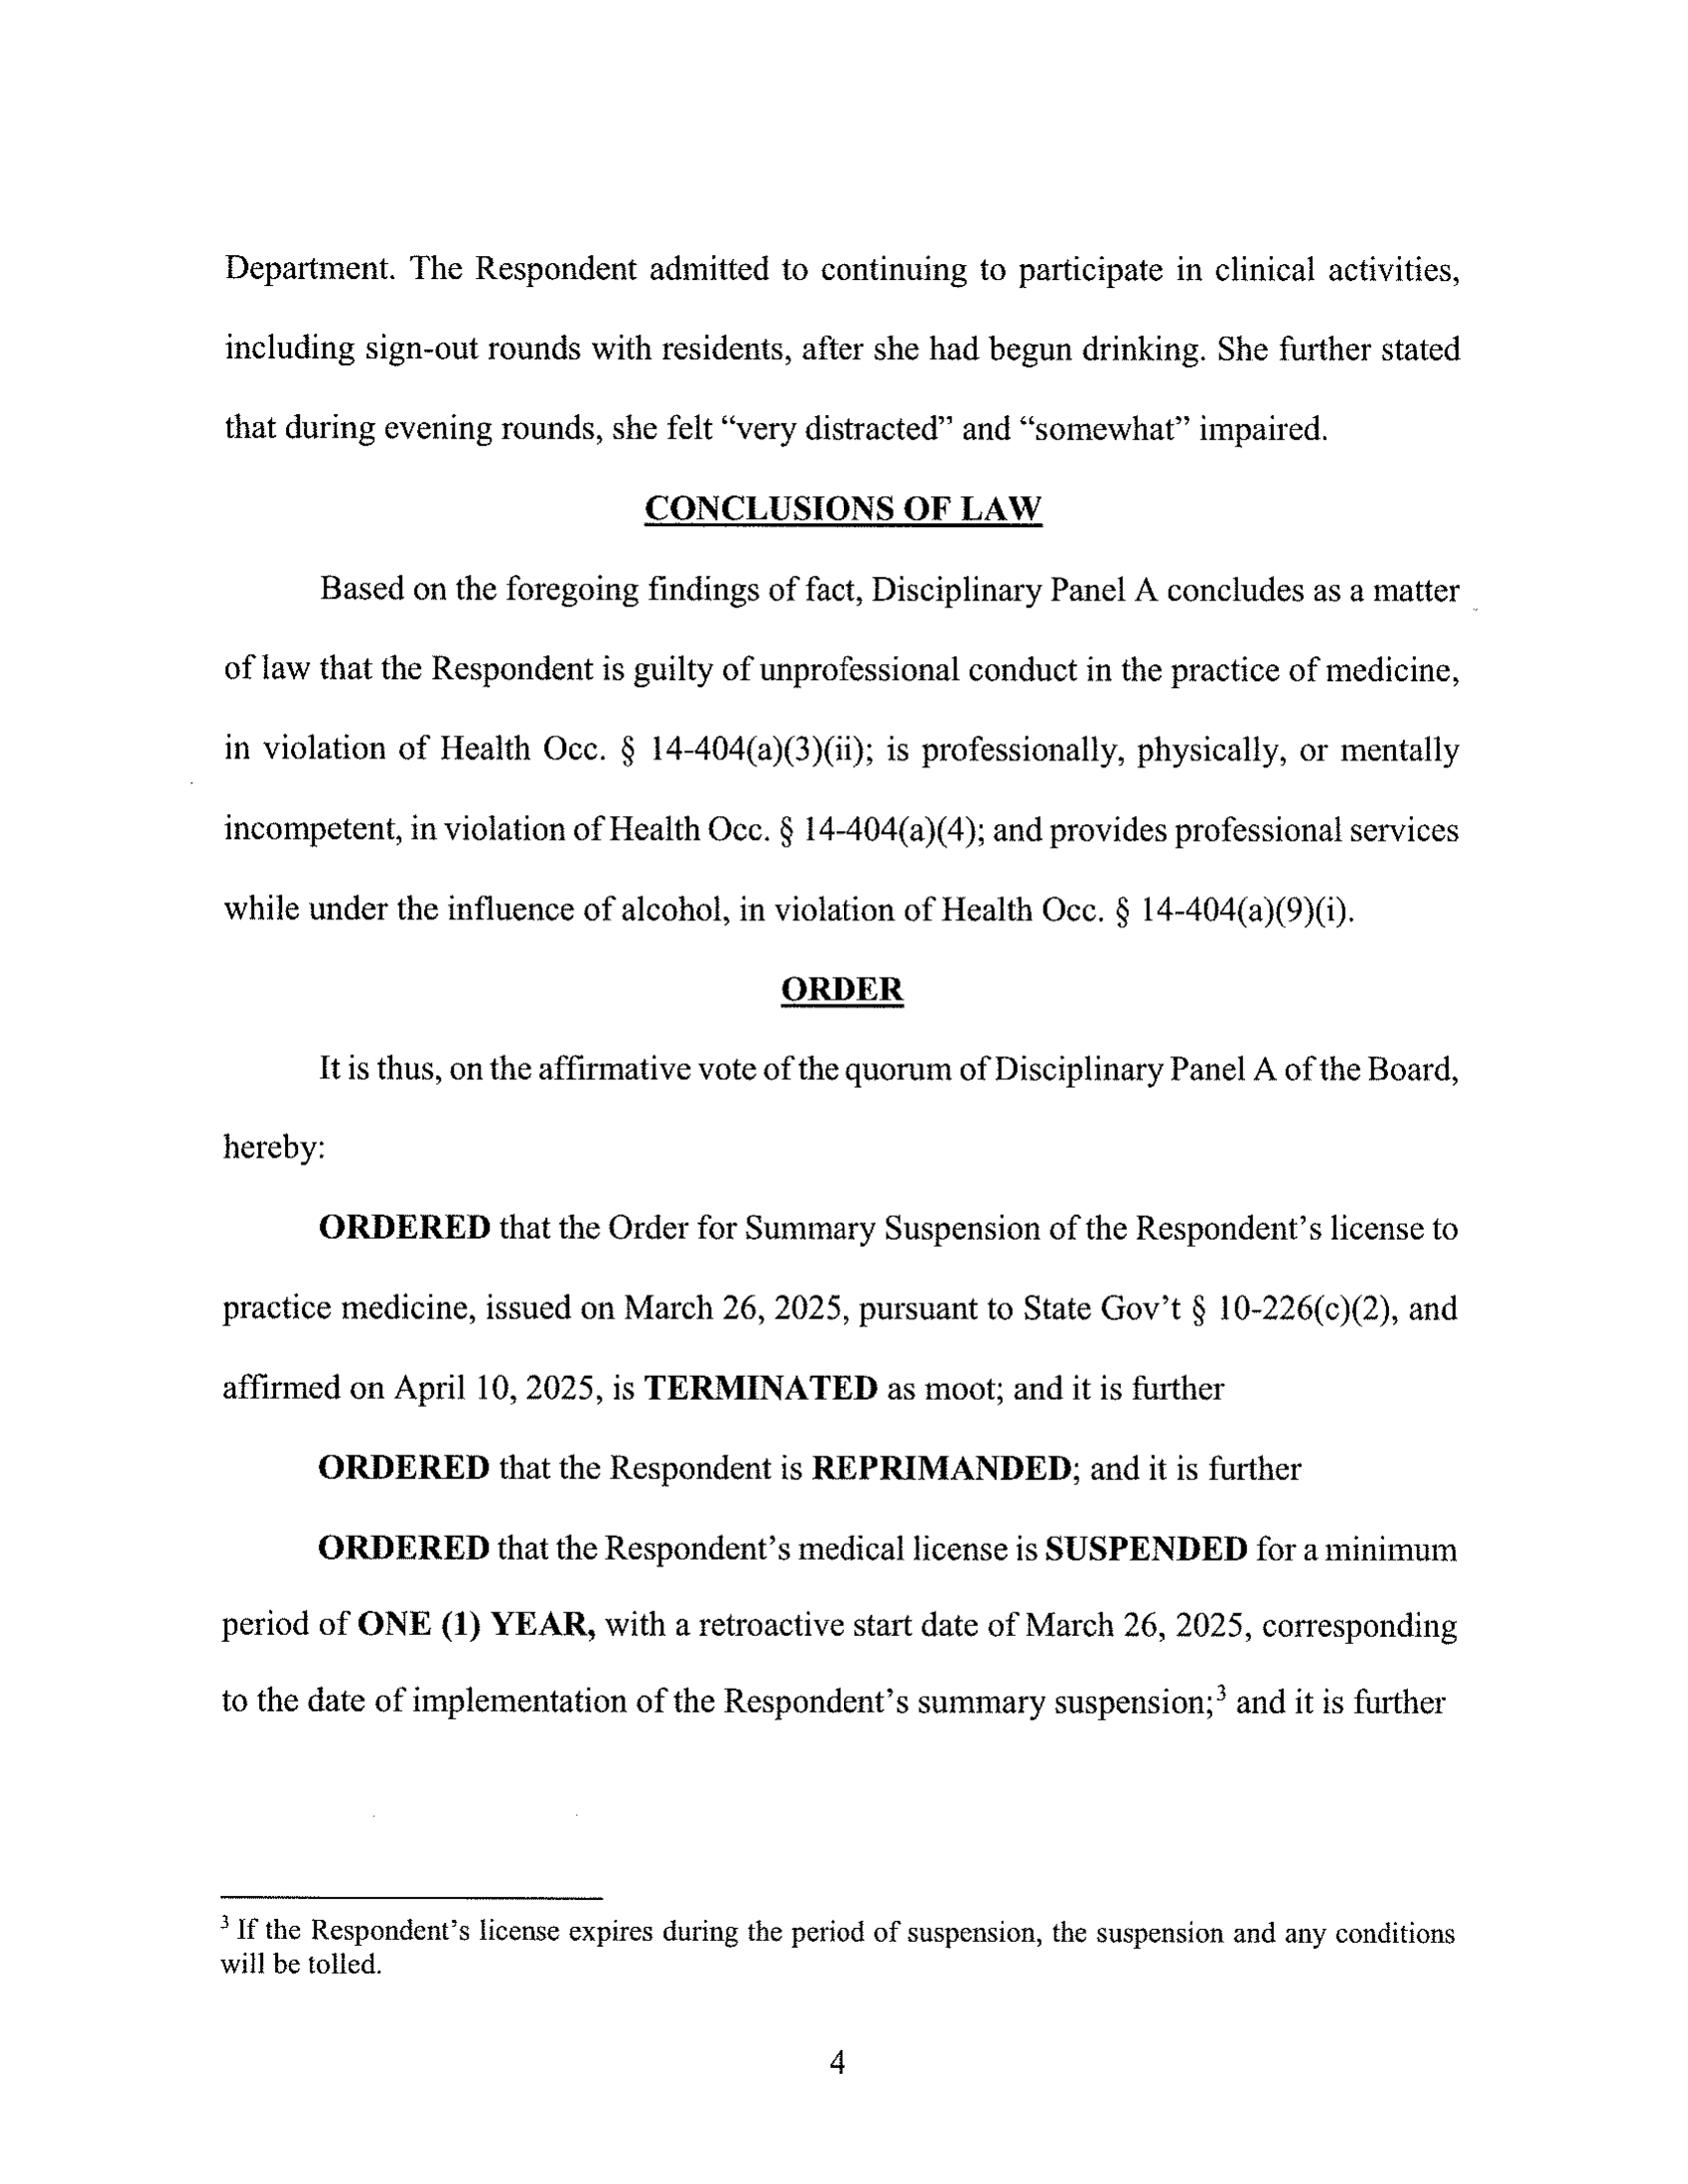 Department. The Respondent admitted to continuing to participate in clinical activities,
including sign-out rounds with residents, after she had begun drinking. She further stated
that during evening rounds, she felt “very distracted” and “somewhat” impaired.
CONCLUSIONS OF LAW
Based on the foregoing findings of fact, Disciplinary Panel A concludes as a matter
of law that the Respondent is guilty of unprofessional conduct in the practice of medicine,
in violation of Health Occ. § 14-404(a)(3)(ii); is professionally, physically, or mentally
incompetent, in violation of Health Occ. § 14-404(a)(4); and provides professional services
while under the influence of alcohol, in violation of Health Occ. § 14-404(a)(9)(i).
ORDER
It is thus, on the affirmative vote of the quorum of Disciplinary Panel A of the Board,
hereby:
ORDERED that the Order for Summary Suspension of the Respondent’s license to
practice medicine, issued on March 26, 2025, pursuant to State Gov’t § 10-226(c)(2), and
affirmed on April 10, 2025, is TERMINATED as moot; and it is further
ORDERED that the Respondent is REPRIMANDED; and it is further
ORDERED that the Respondent’s medical license is SUSPENDED for a minimum
period of ONE (1) YEAR, with a retroactive start date of March 26, 2025, corresponding
to the date of implementation of the Respondent’s summary suspension;³ and it is further
³ If the Respondent’s license expires during the period of suspension, the suspension and any conditions
will be tolled.
4